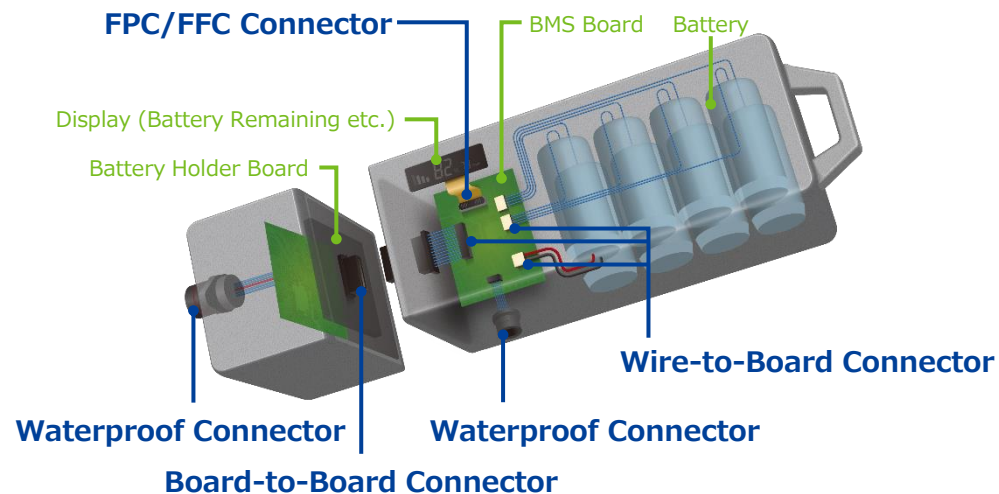 FPC/FFC Connector
BMS Board
Battery
Display (Battery Remaining etc.)
82
Battery Holder Board
Wire-to-Board Connector
Waterproof Connector
Waterproof Connector
Board-to-Board Connector